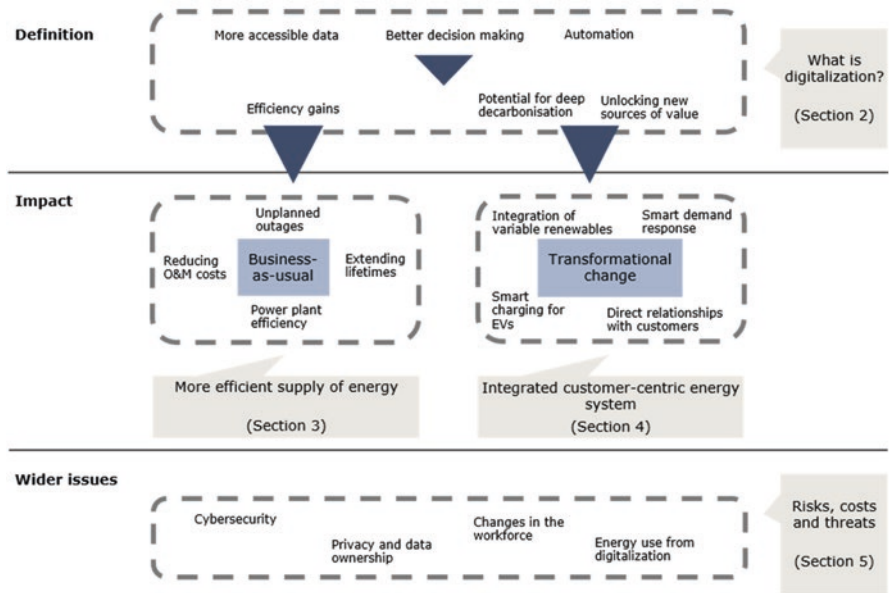 Definition
More accessible data
Better decision making
Automation
What is
digitalization?
(Section 2)
Efficiency gains
Potential for deep
decarbonisation
Unlocking new
sources of value
Impact
Unplanned
outages
Reducing
O&M costs
Business-
as-usual
Extending
lifetimes
Power plant
efficiency
Integration of
variable renewables
Smart demand
response
Transformational
change
Smart
charging for
EVs
Direct relationships
with customers
More efficient supply of energy
(Section 3)
Integrated customer-centric energy
system
(Section 4)
Wider issues
Cybersecurity
Privacy and data
ownership
Changes in the
workforce
Energy use from
digitalization
Risks, costs
and threats
(Section 5)